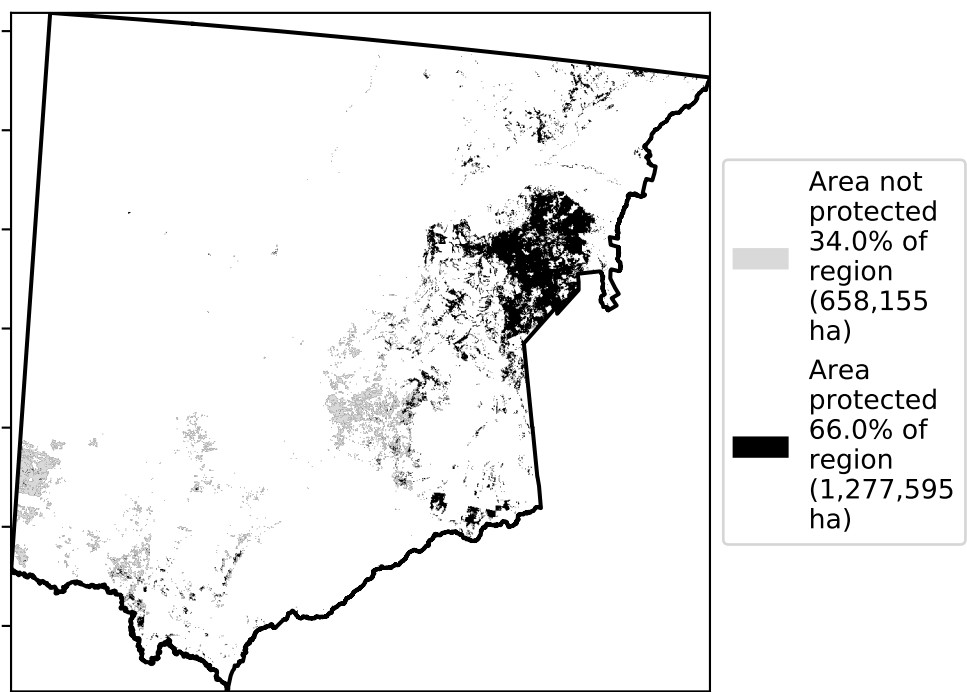 Area not
protected
34.0% of
region
(658,155
ha)
Area
protected
66.0% of
region
(1,277,595
ha)